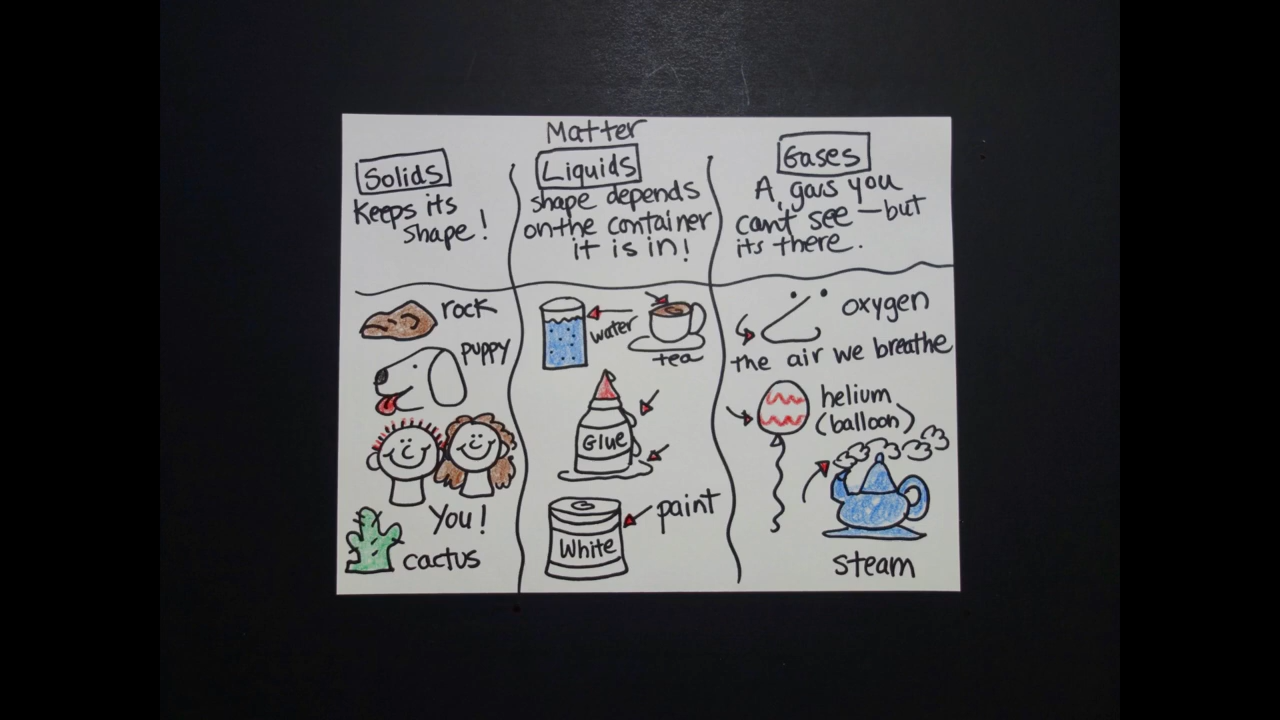 Matter
Solids
Keeps its
shape!
rock
puppy
You!
cactus
Liquids
shape depends
on the container
it is in!
water
tea
Glue
paint
White
Gases
A gas you
can't see - but
its there.
oxygen
the air we breathe
helium
(balloon)
steam